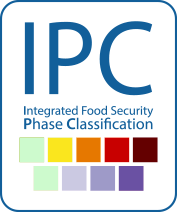 IPC
Integrated Food Security
Phase Classification